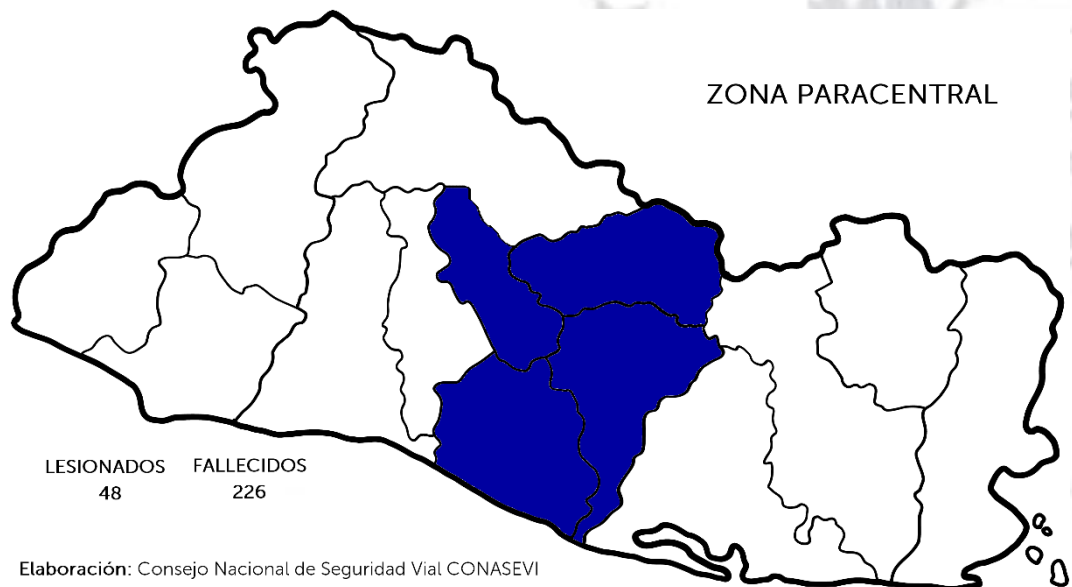 ZONA PARACENTRAL
LESIONADOS FALLECIDOS
48 226
Elaboración: Consejo Nacional de Seguridad Vial CONASEVI